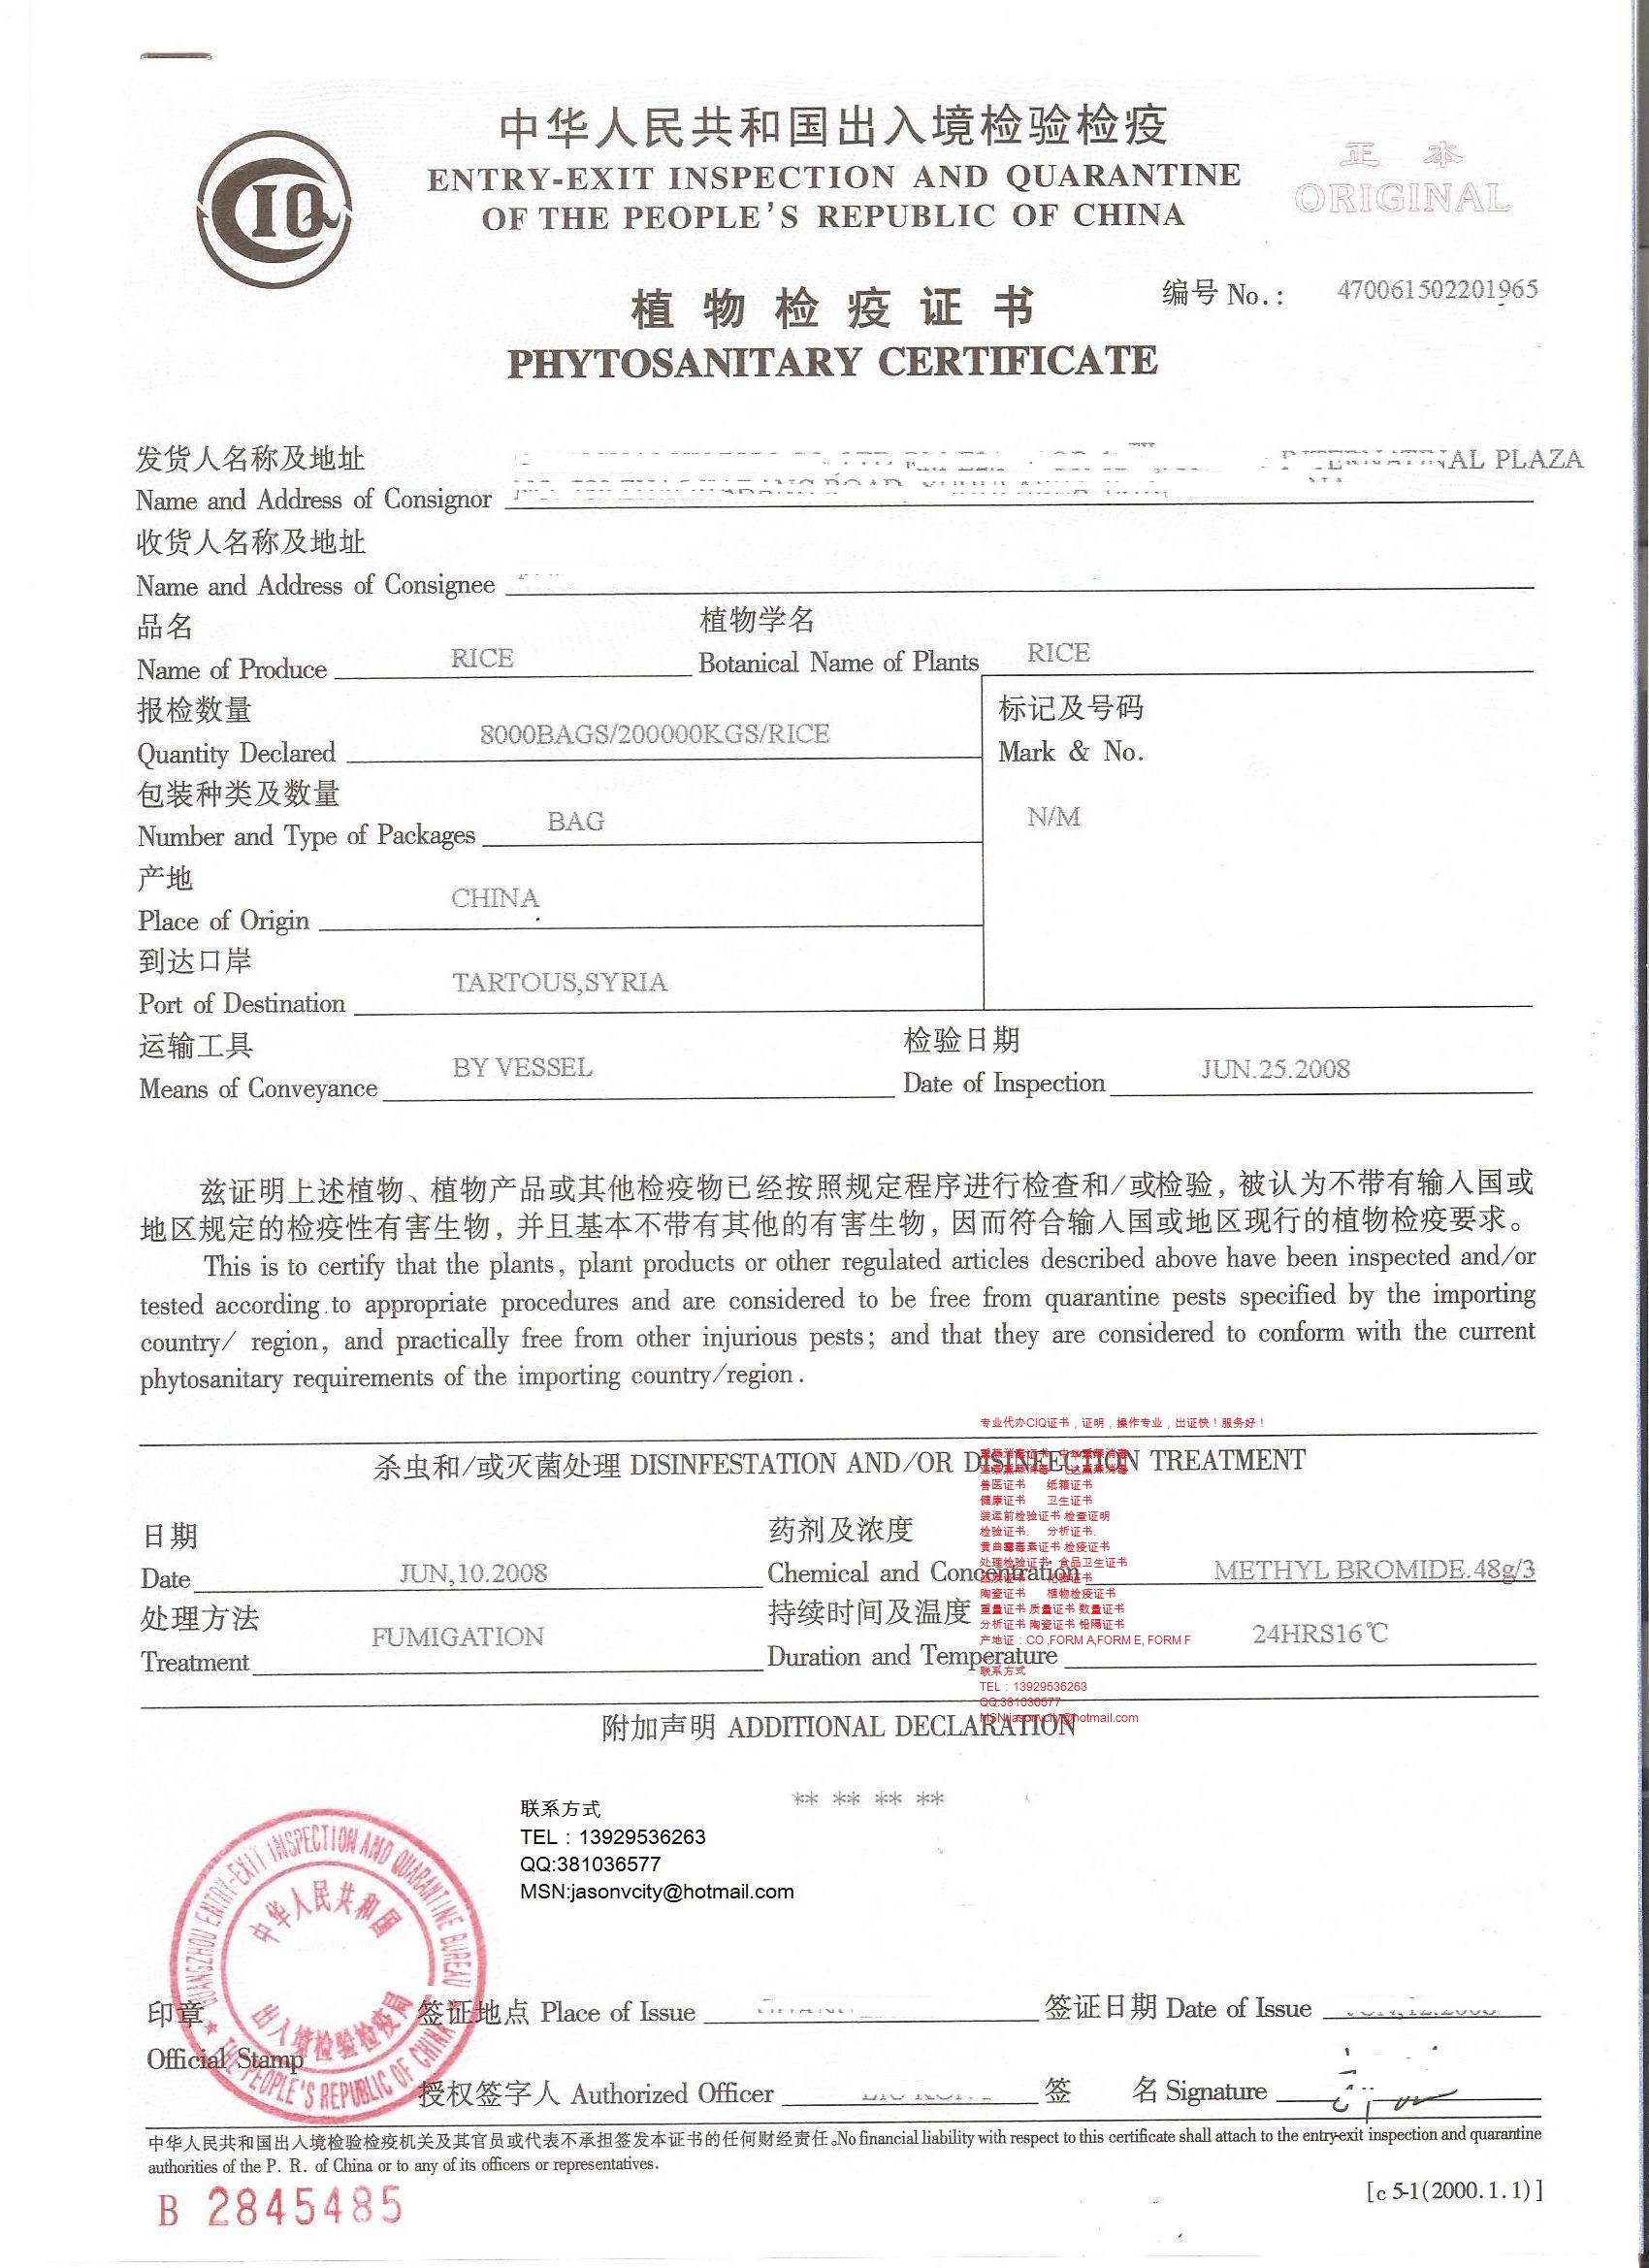 中华人民共和国出入境检验检疫
ENTRY-EXIT INSPECTION AND QUARANTINE
OF THE PEOPLE'S REPUBLIC OF CHINA
CIQ
正 本
ORIGINAL
编号 No.: 470061502201965
植物检疫证书
PHYTOSANITARY CERTIFICATE
发货人名称及地址
AL PLAZA
Name and Address of Consignor
收货人名称及地址
Name and Address of Consignee
品名
植物学名
Name of Produce RICE
Botanical Name of Plants RICE
报检数量
Quantity Declared 8000BAGS/200000KGS/RICE
标记及号码
Mark & No.
N/M
包装种类及数量
Number and Type of Packages BAG
产地
Place of Origin CHINA
到达口岸
Port of Destination TARTOUS,SYRIA
运输工具
Means of Conveyance BY VESSEL
检验日期
Date of Inspection JUN.25.2008
兹证明上述植物、植物产品或其他检疫物已经按照规定程序进行检查和/或检验，被认为不带有输入国或
地区规定的检疫性有害生物，并且基本不带有其他的有害生物，因而符合输入国或地区现行的植物检疫要求。
This is to certify that the plants, plant products or other regulated articles described above have been inspected and/or
tested according to appropriate procedures and are considered to be free from quarantine pests specified by the importing
country/ region, and practically free from other injurious pests; and that they are considered to conform with the current
phytosanitary requirements of the importing country/region.
专业代办CIQ证书，证明，操作专业，出证快！服务好！
杀虫和/或灭菌处理 DISINFESTATION AND/OR DISINFECTION TREATMENT
兽医证书 纸箱证书
健康证书 卫生证书
装运前检验证书 检查证明
检验证书. 分析证书.
黄曲霉毒素证书 检疫证书
处理检验证书 食品卫生证书
陶瓷证书 植物检疫证书
重量证书 质量证书 数量证书
分析证书 陶瓷证书 铅隔证书
产地证：CO ,FORM A,FORM E, FORM F
联系方式
TEL：13929536263
QQ:381036577
MSN:jasonvcity@hotmail.com
日期
Date JUN,10.2008
药剂及浓度
Chemical and Concentration METHYL BROMIDE.48g/3
处理方法
Treatment FUMIGATION
持续时间及温度
Duration and Temperature 24HRS16℃
附加声明 ADDITIONAL DECLARATION
** ** ** **
联系方式
TEL：13929536263
QQ:381036577
MSN:jasonvcity@hotmail.com
GUANGZHOU ENTRY-EXIT INSPECTION AND QUARANTINE BUREAU
THE PEOPLE'S REPUBLIC OF CHINA
中华人民共和国
出入境检验检疫局
印章
Official Stamp
签证地点 Place of Issue
签证日期 Date of Issue
授权签字人 Authorized Officer
签 名 Signature
中华人民共和国出入境检验检疫机关及其官员或代表不承担签发本证书的任何财经责任。No financial liability with respect to this certificate shall attach to the entry-exit inspection and quarantine
authorities of the P. R. of China or to any of its officers or representatives.
B 2845485
[c 5-1(2000.1.1)]